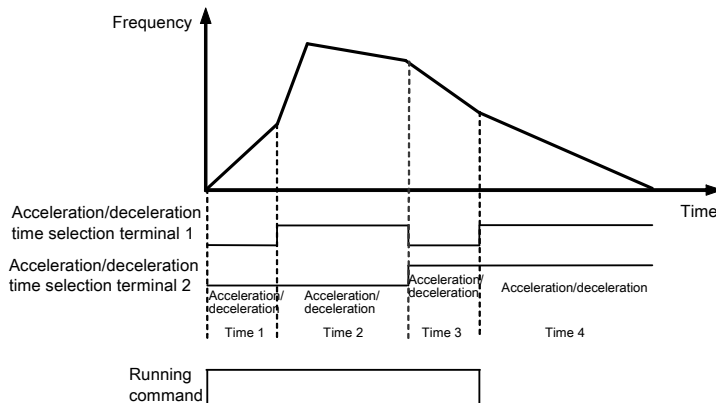 Frequency
Time
Acceleration/deceleration
time selection terminal 1
Acceleration/deceleration
time selection terminal 2
Acceleration/
deceleration
Time 1
Acceleration/
deceleration
Time 2
Acceleration/
deceleration
Time 3
Acceleration/deceleration
Time 4
Running
command